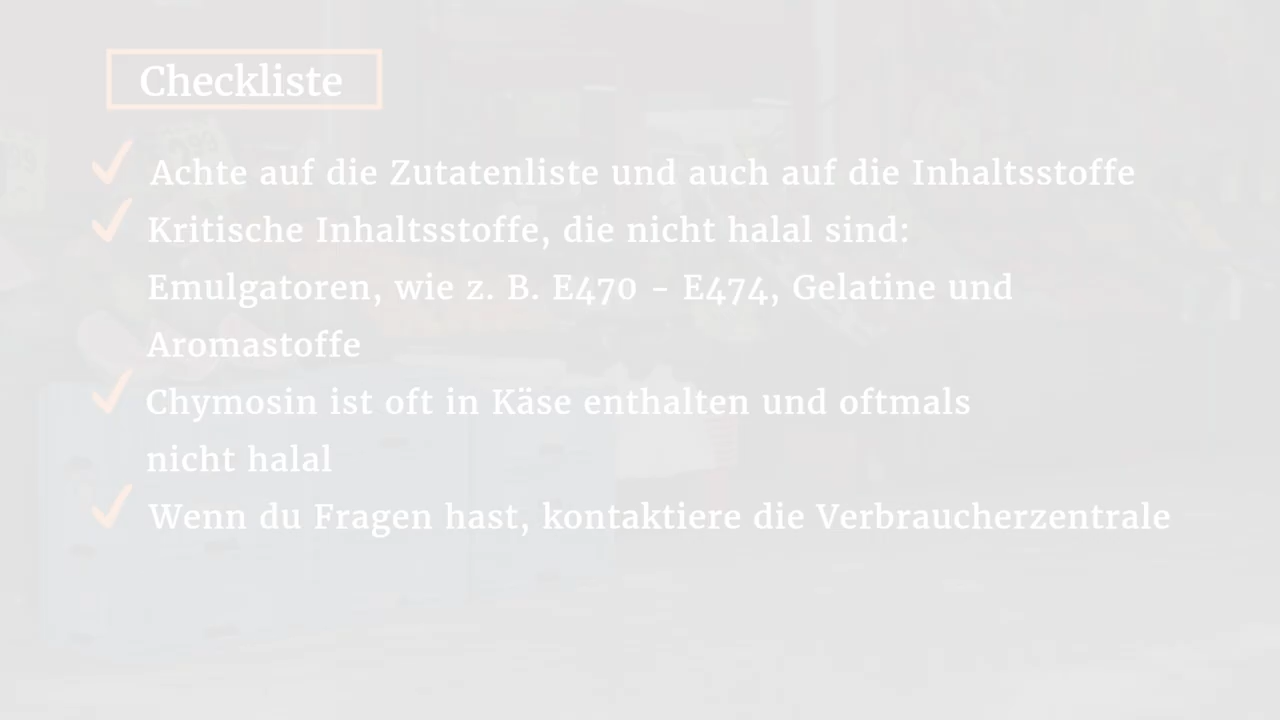 Checkliste
Achte auf die Zutatenliste und auch auf die Inhaltsstoffe
Kritische Inhaltsstoffe, die nicht halal sind:
Emulgatoren, wie z. B. E470 - E474, Gelatine und
Aromastoffe
Chymosin ist oft in Käse enthalten und oftmals
nicht halal
Wenn du Fragen hast, kontaktiere die Verbraucherzentrale